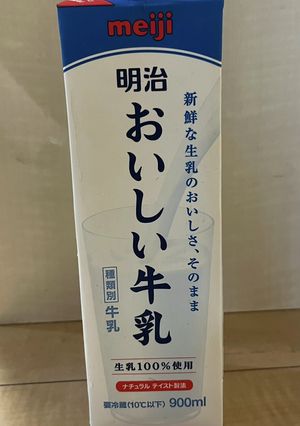 meiji
明治
おいしい牛乳
新鮮な生乳のおいしさ、そのまま
種類別 牛乳
生乳100%使用
ナチュラル テイスト製法
要冷蔵(10℃以下) 900ml